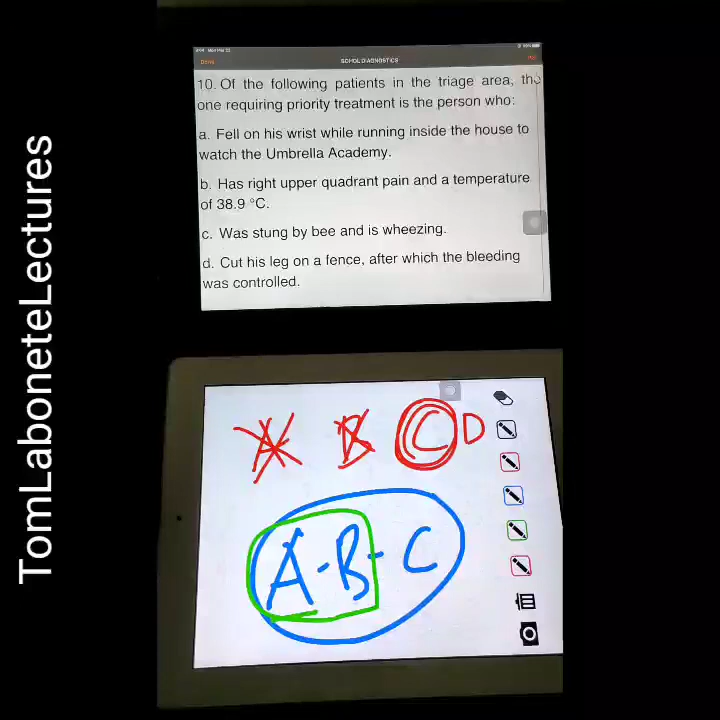 TomLaboneteLectures
Done
SCHOLDIAGNOSTICS
10. Of the following patients in the triage area, the
one requiring priority treatment is the person who:
a. Fell on his wrist while running inside the house to
watch the Umbrella Academy.
b. Has right upper quadrant pain and a temperature
of 38.9 °C.
c. Was stung by bee and is wheezing.
d. Cut his leg on a fence, after which the bleeding
was controlled.
A B C D
A-B-C